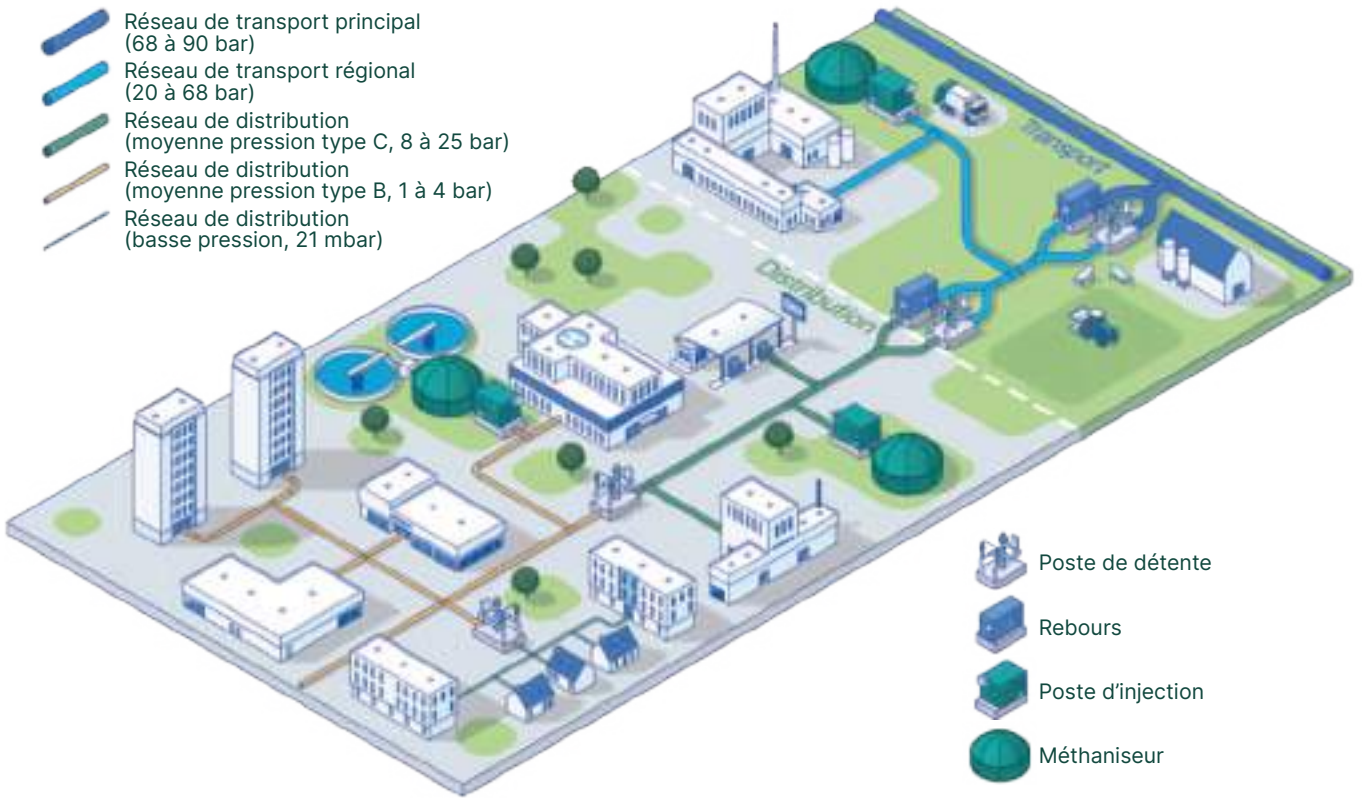 Réseau de transport principal
(68 à 90 bar)
Réseau de transport régional
(20 à 68 bar)
Réseau de distribution
(moyenne pression type C, 8 à 25 bar)
Réseau de distribution
(moyenne pression type B, 1 à 4 bar)
Réseau de distribution
(basse pression, 21 mbar)
Transport
Distribution
Poste de détente
Rebours
Poste d’injection
Méthaniseur